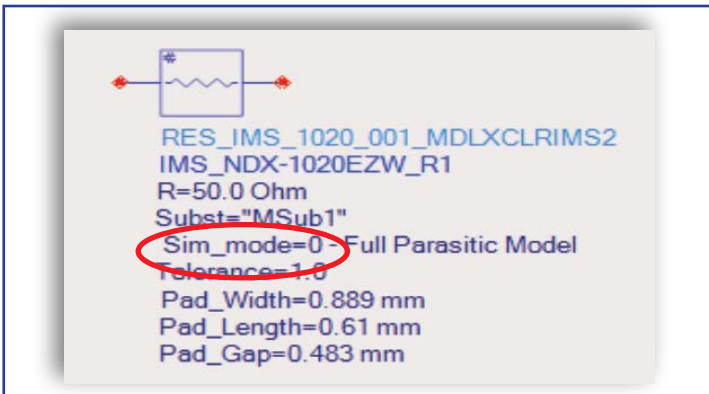 RES_IMS_1020_001_MDLXCLRIMS2
IMS_NDX-1020EZW_R1
R=50.0 Ohm
Subst="MSub1"
Sim_mode=0 - Full Parasitic Model
Tolerance=1.0
Pad_Width=0.889 mm
Pad_Length=0.61 mm
Pad_Gap=0.483 mm